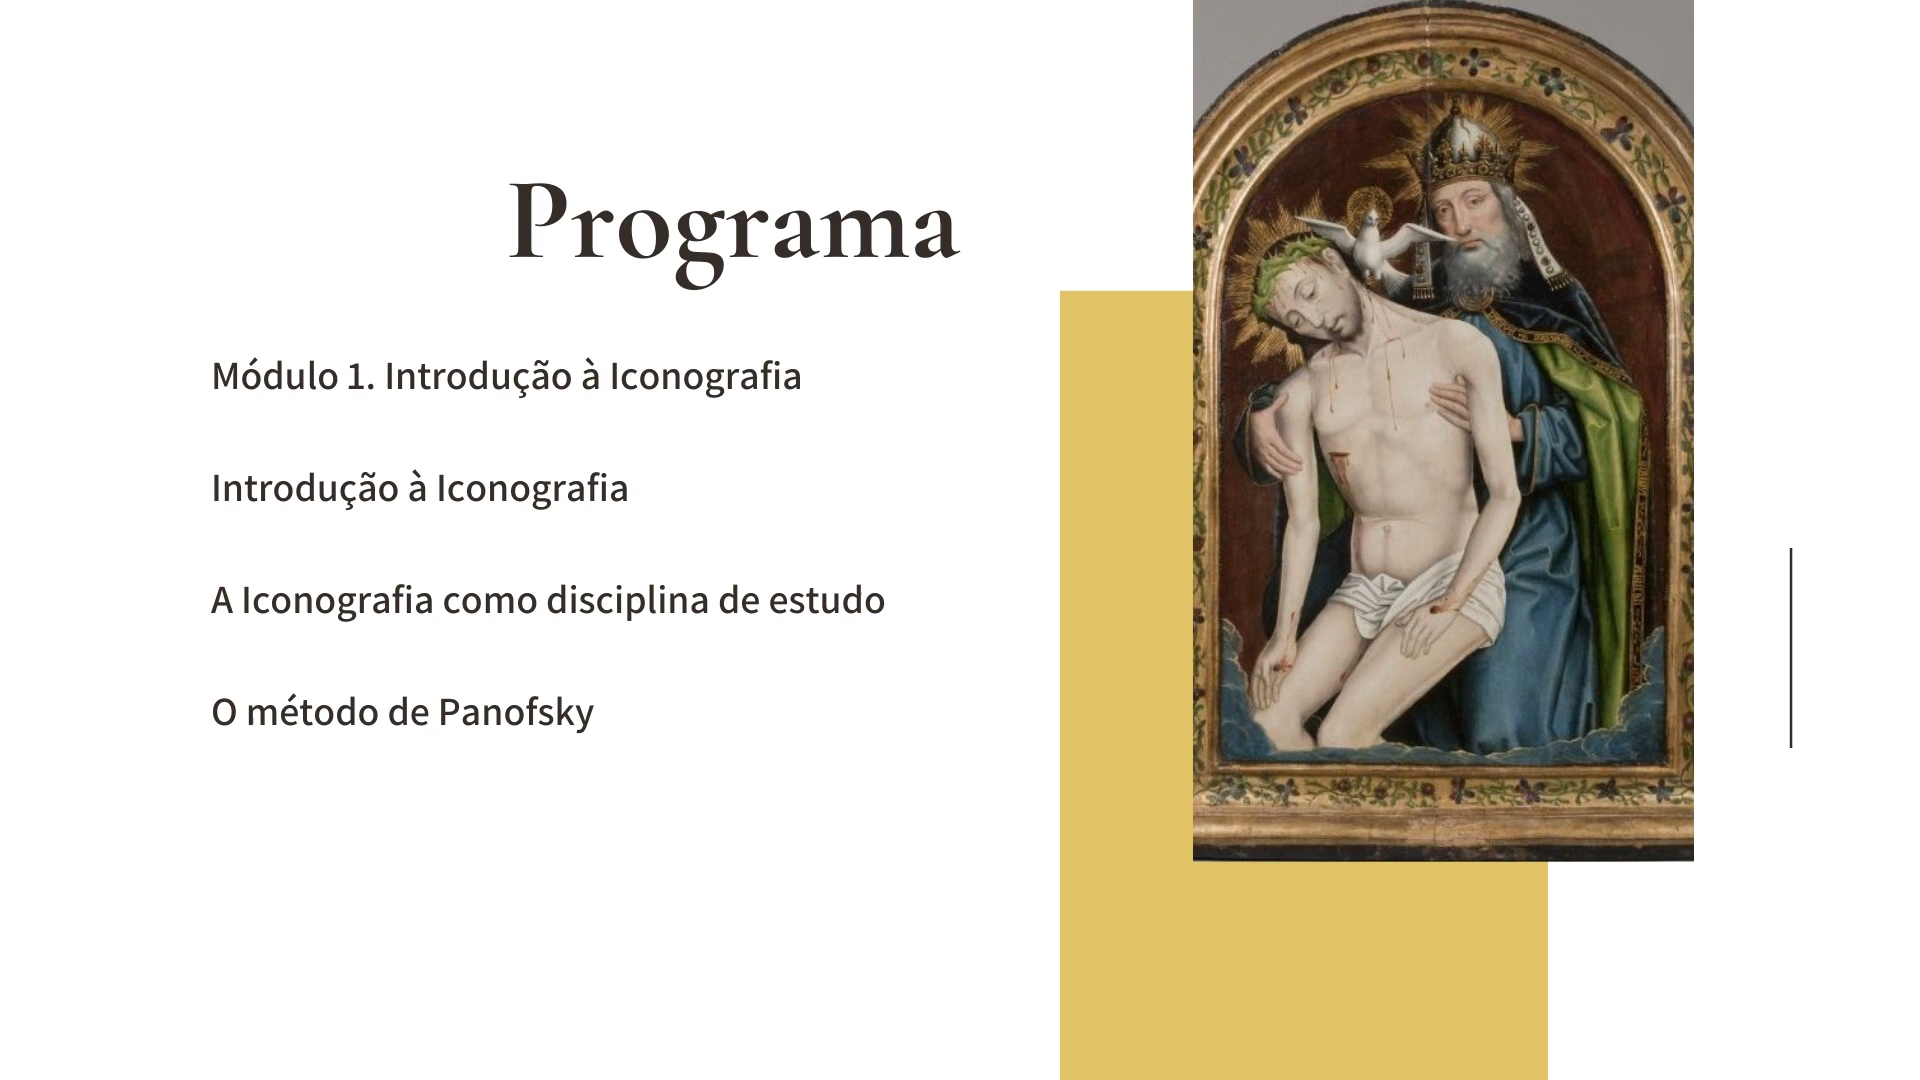 Programa
Módulo 1. Introdução à Iconografia
Introdução à Iconografia
A Iconografia como disciplina de estudo
O método de Panofsky